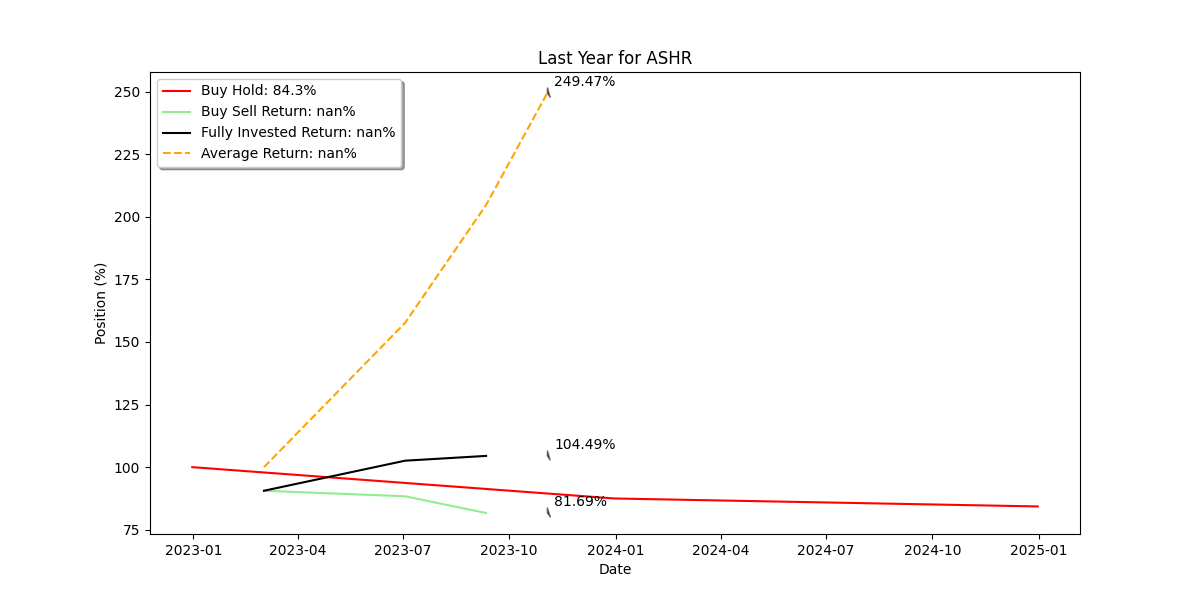 Last Year for ASHR
Buy Hold: 84.3%
Buy Sell Return: nan%
Fully Invested Return: nan%
Average Return: nan%
249.47%
104.49%
81.69%
Position (%)
250
225
200
175
150
125
100
75
2023-01 2023-04 2023-07 2023-10 2024-01 2024-04 2024-07 2024-10 2025-01
Date